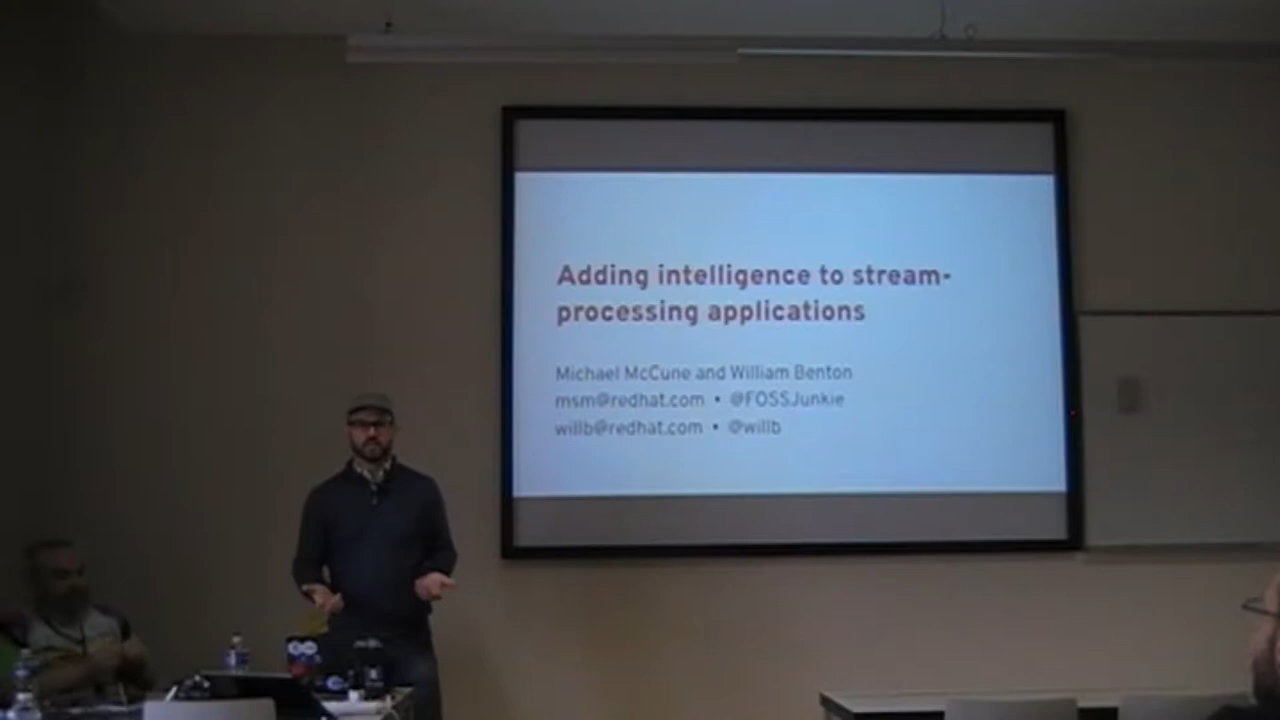 Adding intelligence to stream-
processing applications
Michael McCune and William Benton
msm@redhat.com • @FOSSJunkie
willb@redhat.com • @willb